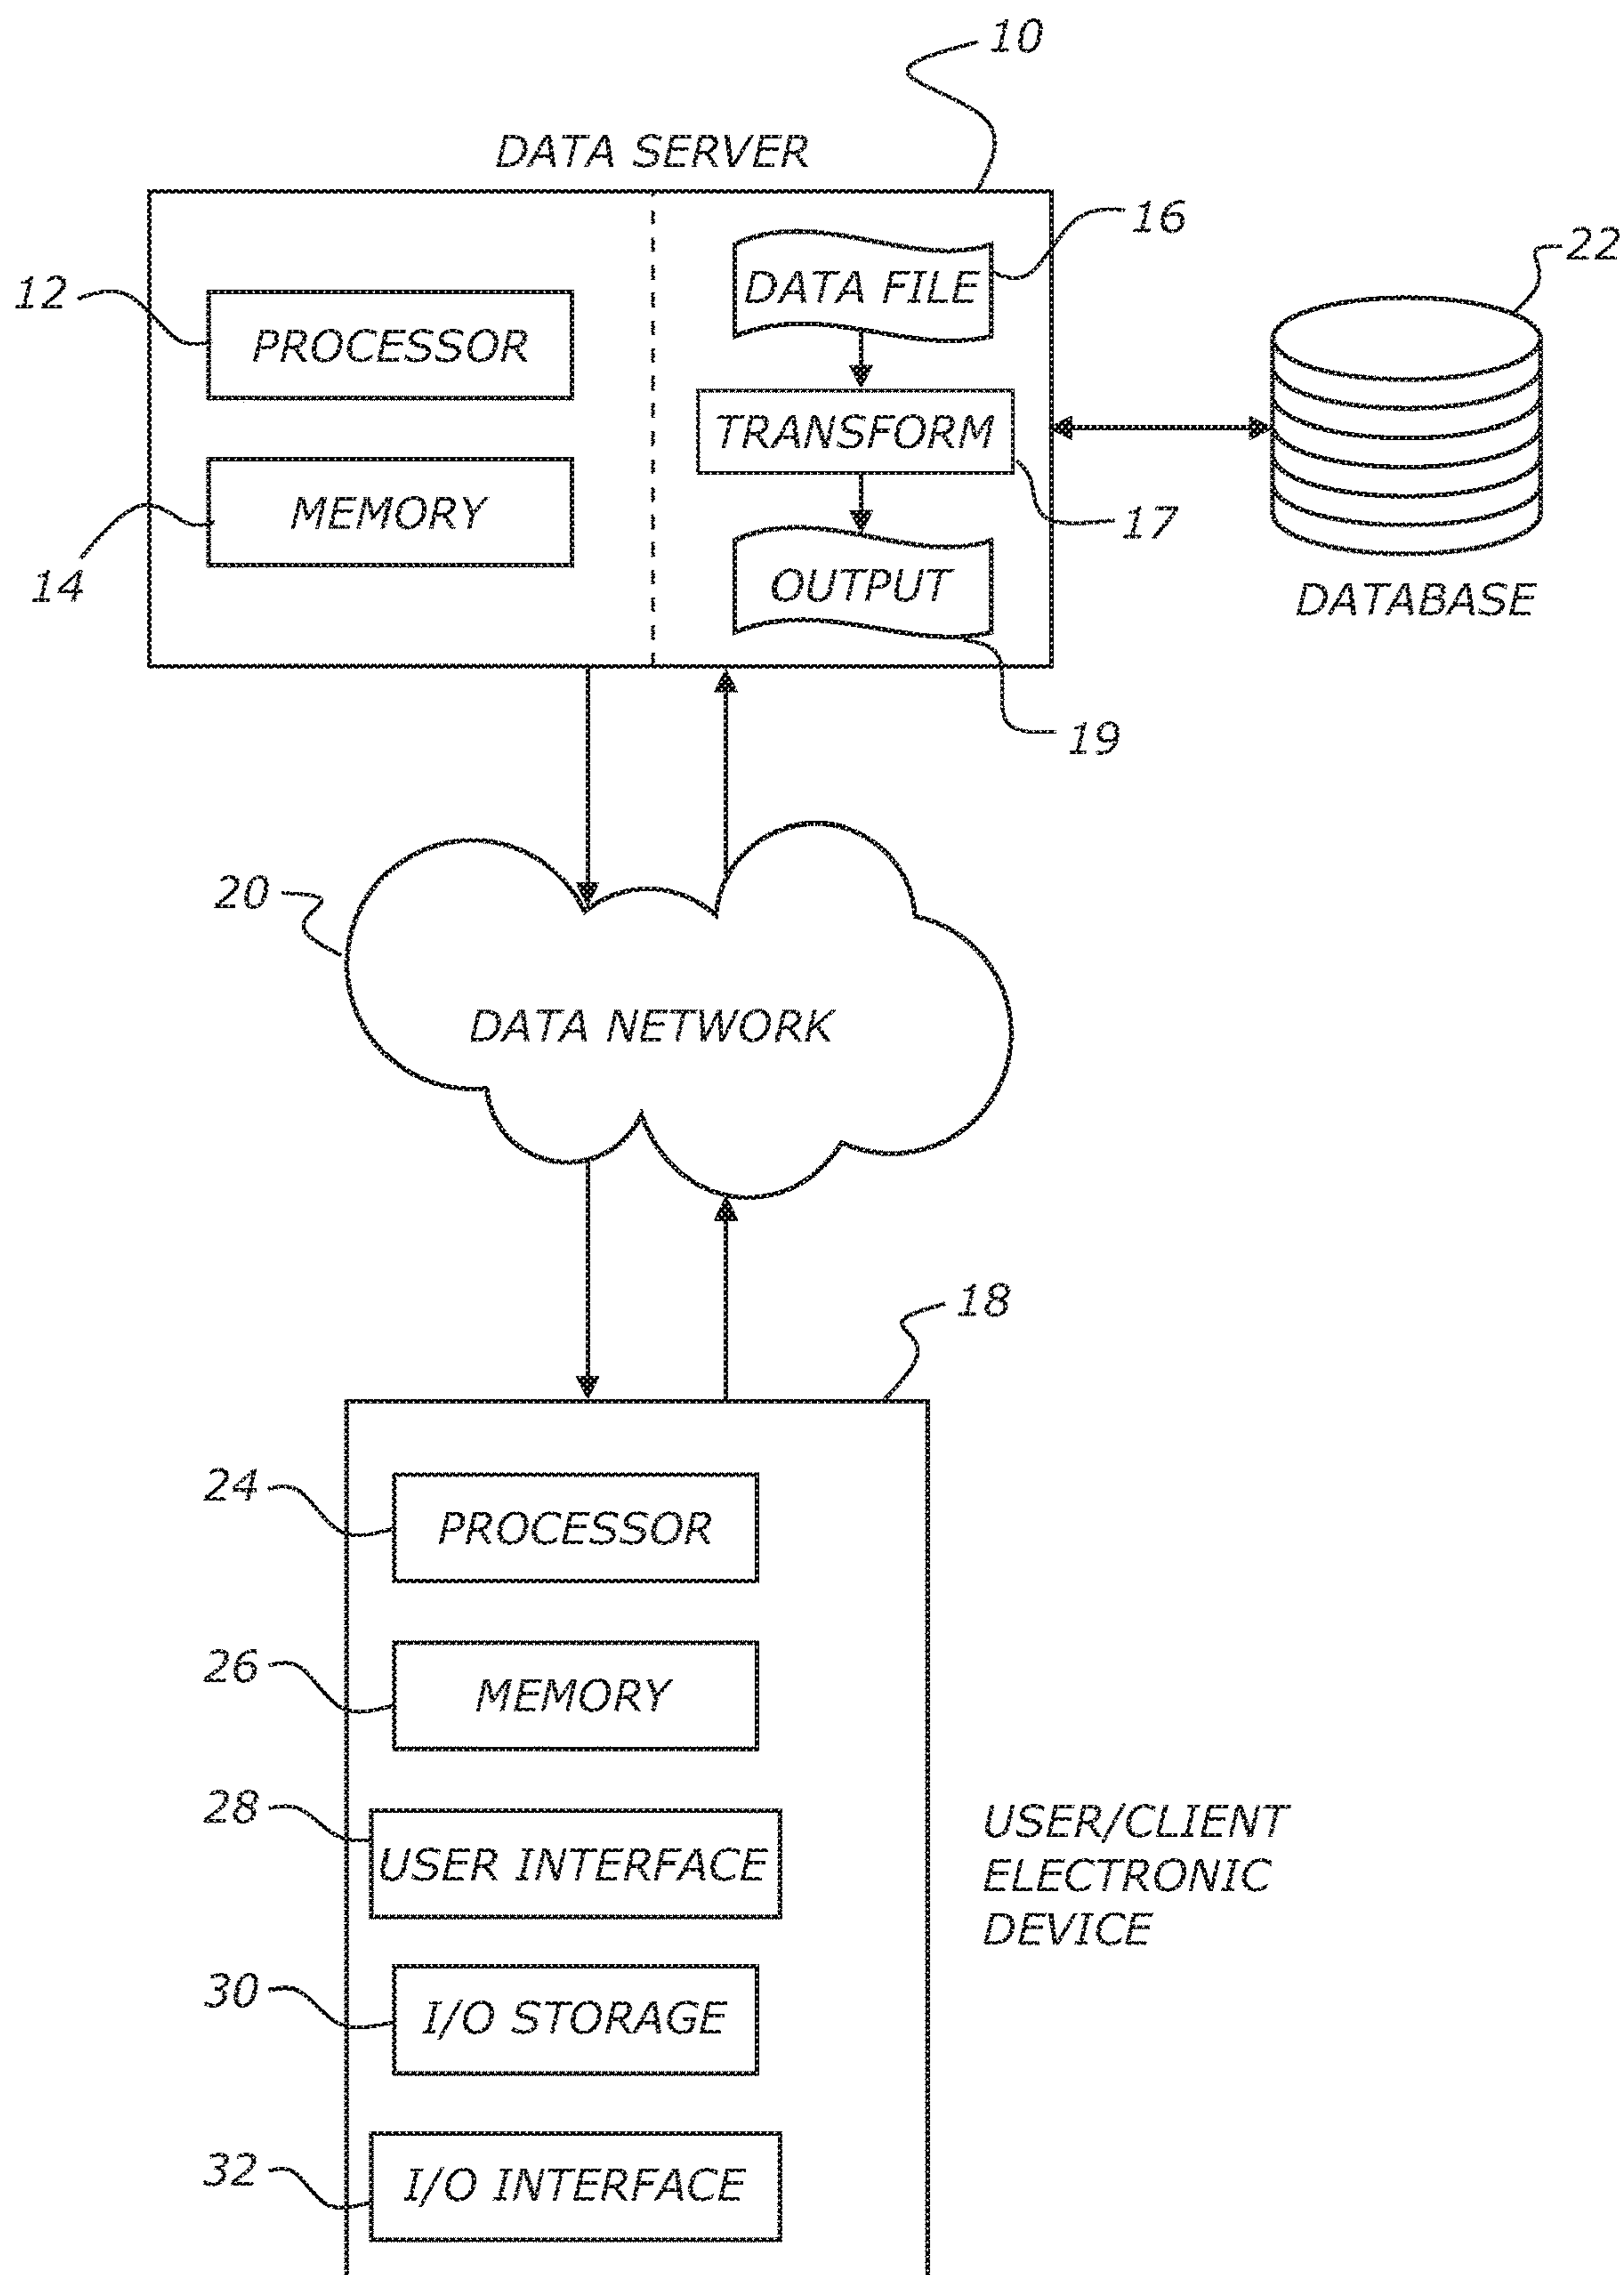 10
DATA SERVER
16
22
12
DATA FILE
PROCESSOR
TRANSFORM
MEMORY
17
14
OUTPUT
DATABASE
19
20
DATA NETWORK
18
24
PROCESSOR
26
MEMORY
28
USER INTERFACE
USER/CLIENT
ELECTRONIC
DEVICE
30
I/O STORAGE
32
I/O INTERFACE